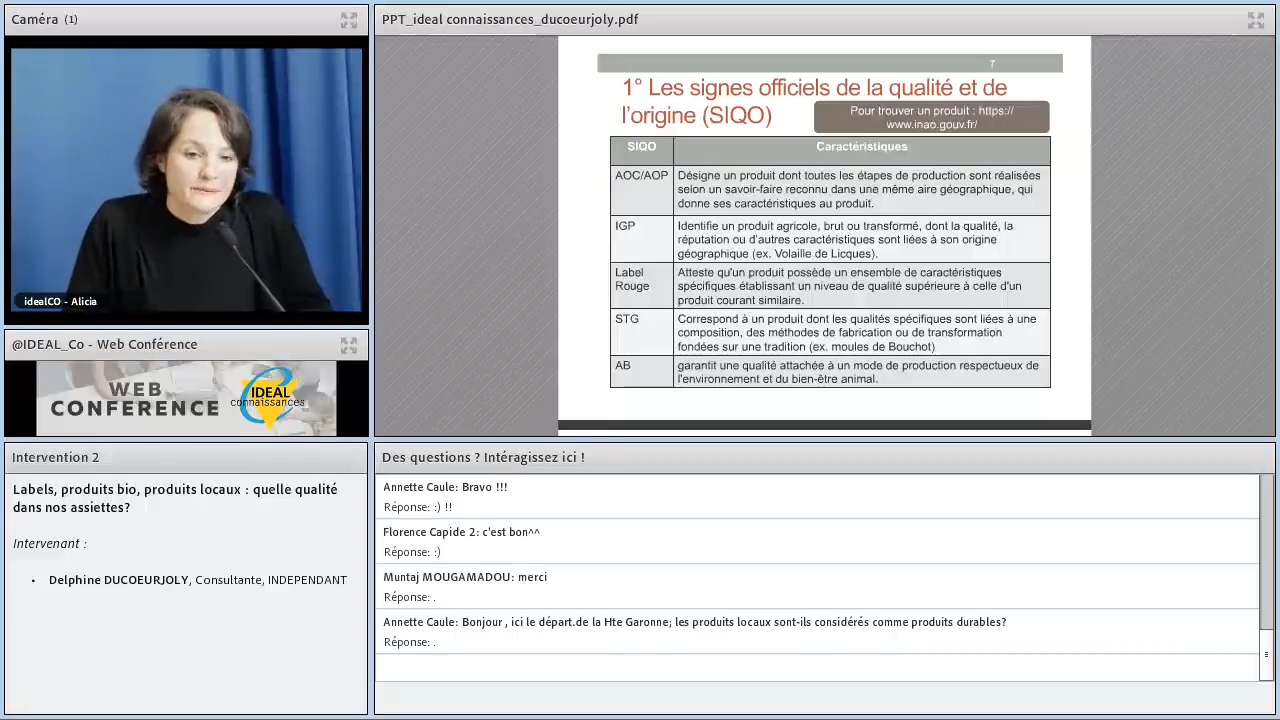 Caméra (1)
idealCO - Alicia
@IDEAL_Co - Web Conférence
WEB
CONFERENCE
IDEAL
connaissances
Intervention 2
Labels, produits bio, produits locaux : quelle qualité
dans nos assiettes?
Intervenant :
• Delphine DUCOEURJOLY, Consultante, INDEPENDANT
PPT_ideal connaissances_ducoeurjoly.pdf
7
1° Les signes officiels de la qualité et de
l'origine (SIQO)
Pour trouver un produit : https://
www.inao.gouv.fr/
SIQO Caractéristiques
AOC/AOP Désigne un produit dont toutes les étapes de production sont réalisées
selon un savoir-faire reconnu dans une même aire géographique, qui
donne ses caractéristiques au produit.
IGP Identifie un produit agricole, brut ou transformé, dont la qualité, la
réputation ou d'autres caractéristiques sont liées à son origine
géographique (ex. Volaille de Licques).
Label Atteste qu'un produit possède un ensemble de caractéristiques
Rouge spécifiques établissant un niveau de qualité supérieure à celle d'un
produit courant similaire.
STG Correspond à un produit dont les qualités spécifiques sont liées à une
composition, des méthodes de fabrication ou de transformation
fondées sur une tradition (ex. moules de Bouchot)
AB garantit une qualité attachée à un mode de production respectueux de
l'environnement et du bien-être animal.
Des questions ? Intéragissez ici !
Annette Caule: Bravo !!!
Réponse: :) !!
Florence Capide 2: c'est bon^^
Réponse: :)
Muntaj MOUGAMADOU: merci
Réponse: .
Annette Caule: Bonjour , ici le départ.de la Hte Garonne; les produits locaux sont-ils considérés comme produits durables?
Réponse: .